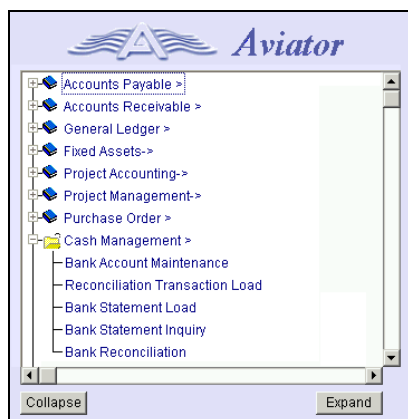 Aviator
Accounts Payable >
Accounts Receivable >
General Ledger >
Fixed Assets->
Project Accounting->
Project Management->
Purchase Order >
Cash Management >
Bank Account Maintenance
Reconciliation Transaction Load
Bank Statement Load
Bank Statement Inquiry
Bank Reconciliation
Collapse Expand